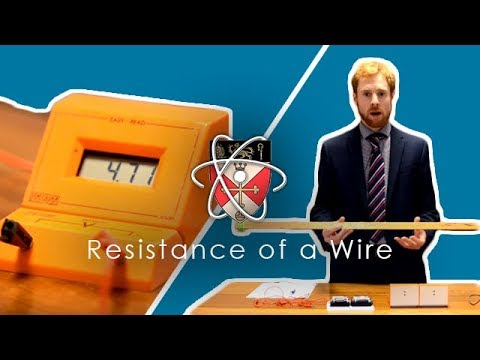 EASY - READ
4.77
Resistance of a Wire